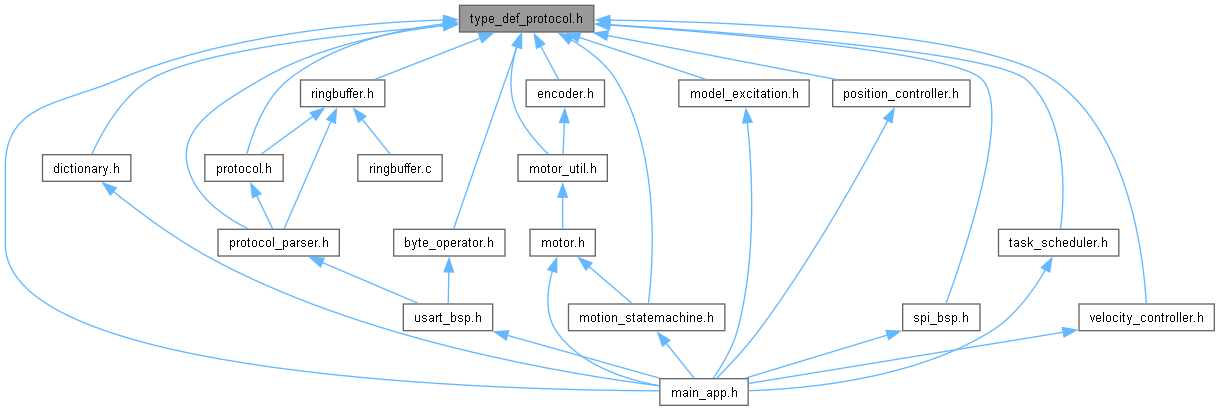 type_def_protocol.h
ringbuffer.h
encoder.h
model_excitation.h
position_controller.h
dictionary.h
protocol.h
ringbuffer.c
motor_util.h
protocol_parser.h
byte_operator.h
motor.h
task_scheduler.h
usart_bsp.h
motion_statemachine.h
spi_bsp.h
velocity_controller.h
main_app.h